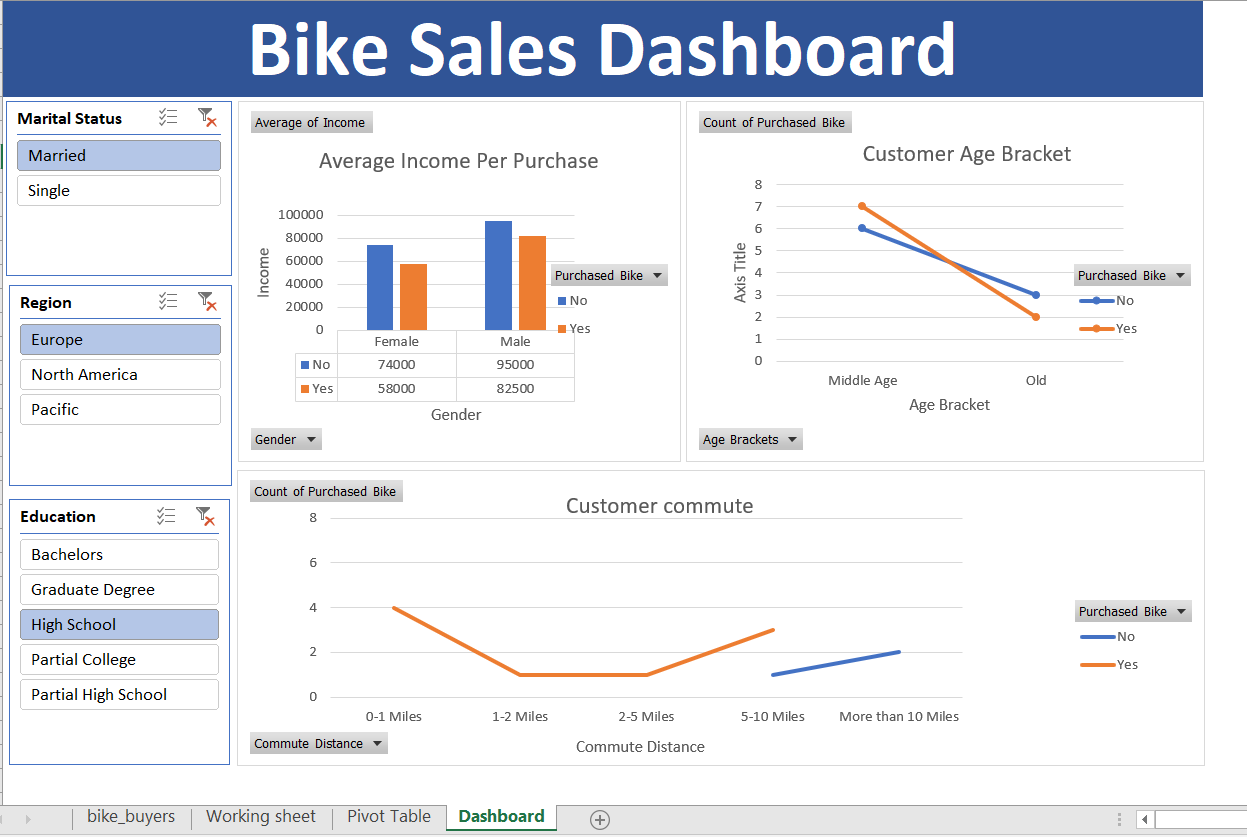 Bike Sales Dashboard
Marital Status
Married
Single
Region
Europe
North America
Pacific
Education
Bachelors
Graduate Degree
High School
Partial College
Partial High School
Average of Income
Average Income Per Purchase
100000
80000
60000
40000
20000
0
Income
Female Male
No 74000 95000
Yes 58000 82500
Gender
Purchased Bike
No
Yes
Gender
Count of Purchased Bike
Customer Age Bracket
8
7
6
5
4
3
2
1
0
Axis Title
Middle Age Old
Age Bracket
Purchased Bike
No
Yes
Age Brackets
Count of Purchased Bike
Customer commute
8
6
4
2
0
0-1 Miles 1-2 Miles 2-5 Miles 5-10 Miles More than 10 Miles
Commute Distance
Purchased Bike
No
Yes
Commute Distance
bike_buyers Working sheet Pivot Table Dashboard